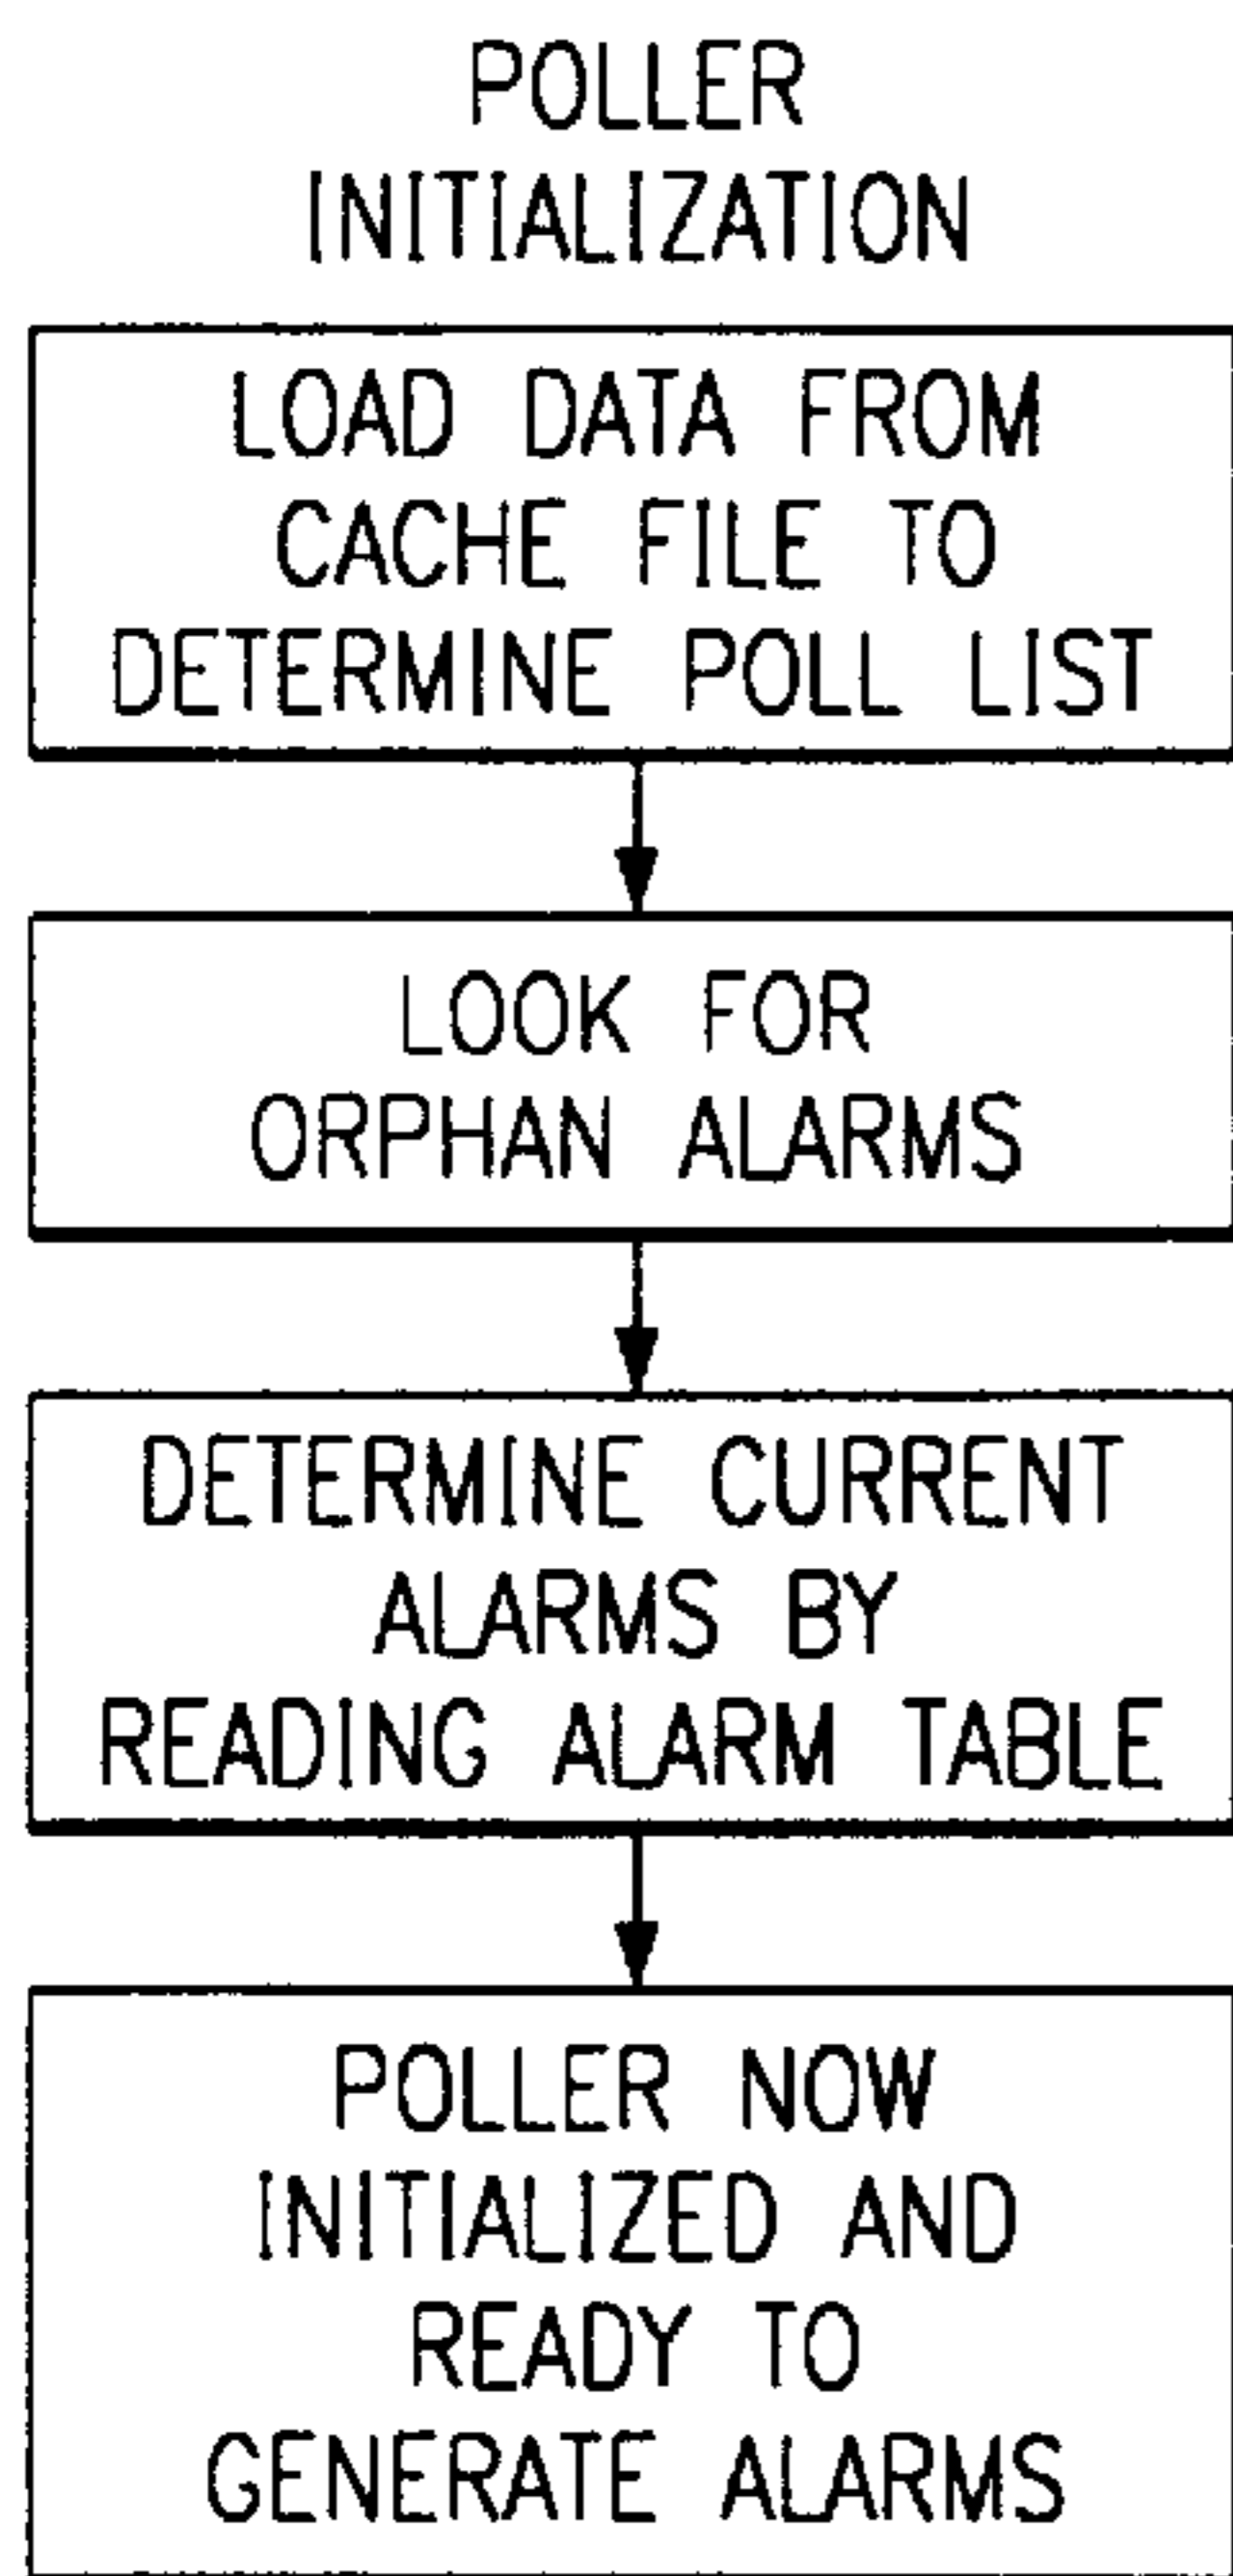 POLLER
INITIALIZATION
LOAD DATA FROM
CACHE FILE TO
DETERMINE POLL LIST
LOOK FOR
ORPHAN ALARMS
DETERMINE CURRENT
ALARMS BY
READING ALARM TABLE
POLLER NOW
INITIALIZED AND
READY TO
GENERATE ALARMS